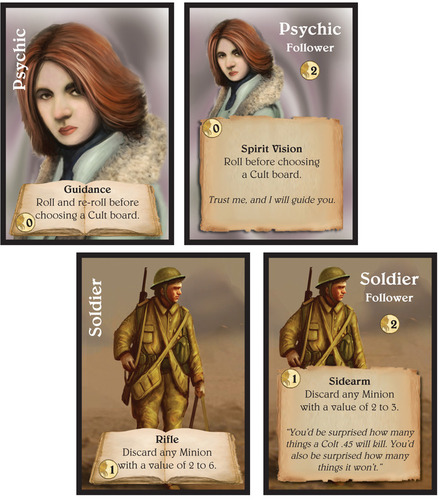 Psychic
Guidance
Roll and re-roll before
choosing a Cult board.
0
Psychic
Follower
2
0
Spirit Vision
Roll before choosing
a Cult board.
Trust me, and I will guide you.
Soldier
Rifle
Discard any Minion
with a value of 2 to 6.
1
Soldier
Follower
2
1
Sidearm
Discard any Minion
with a value of 2 to 3.
"You'd be surprised how many
things a Colt .45 will kill. You'd
also be surprised how many
things it won't."